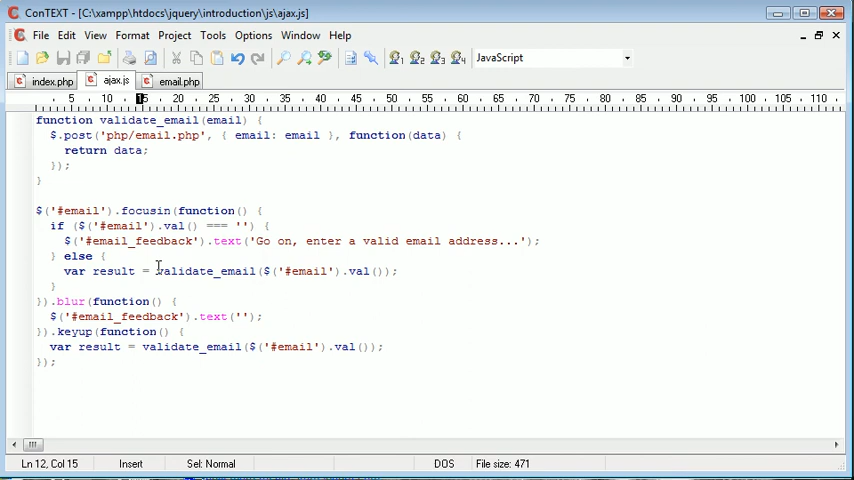 ConTEXT - [C:\xampp\htdocs\jquery\introduction\js\ajax.js]
File Edit View Format Project Tools Options Window Help
1 2 3 4 JavaScript
index.php ajax.js email.php
5 10 15 20 25 30 35 40 45 50 55 60 65 70 75 80 85 90 95 100 105 110
function validate_email(email) {
$.post('php/email.php', { email: email }, function(data) {
return data;
});
}
$('#email').focusin(function() {
if ($('#email').val() === '') {
$('#email_feedback').text('Go on, enter a valid email address...');
} else {
var result = validate_email($('#email').val());
}
}).blur(function() {
$('#email_feedback').text('');
}).keyup(function() {
var result = validate_email($('#email').val());
});
Ln 12, Col 15 Insert Sel: Normal DOS File size: 471